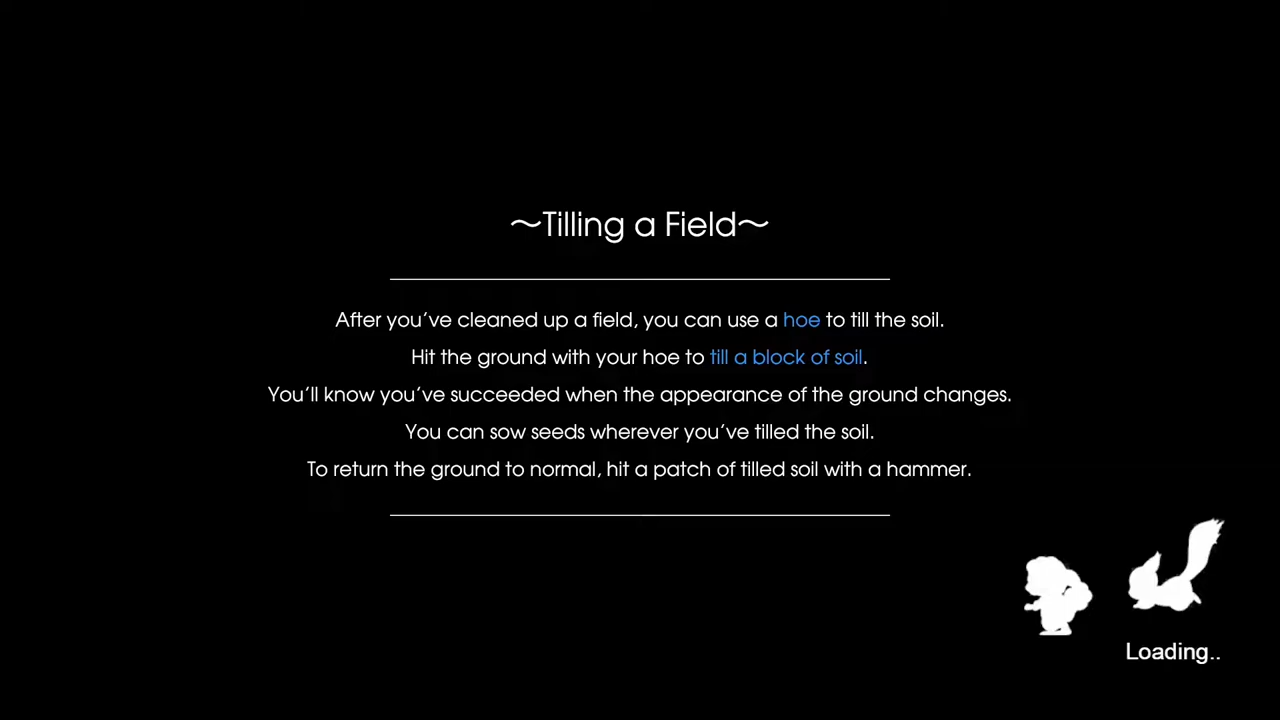 ～Tilling a Field～
After you've cleaned up a field, you can use a hoe to till the soil.
Hit the ground with your hoe to till a block of soil.
You'll know you've succeeded when the appearance of the ground changes.
You can sow seeds wherever you've tilled the soil.
To return the ground to normal, hit a patch of tilled soil with a hammer.
Loading..